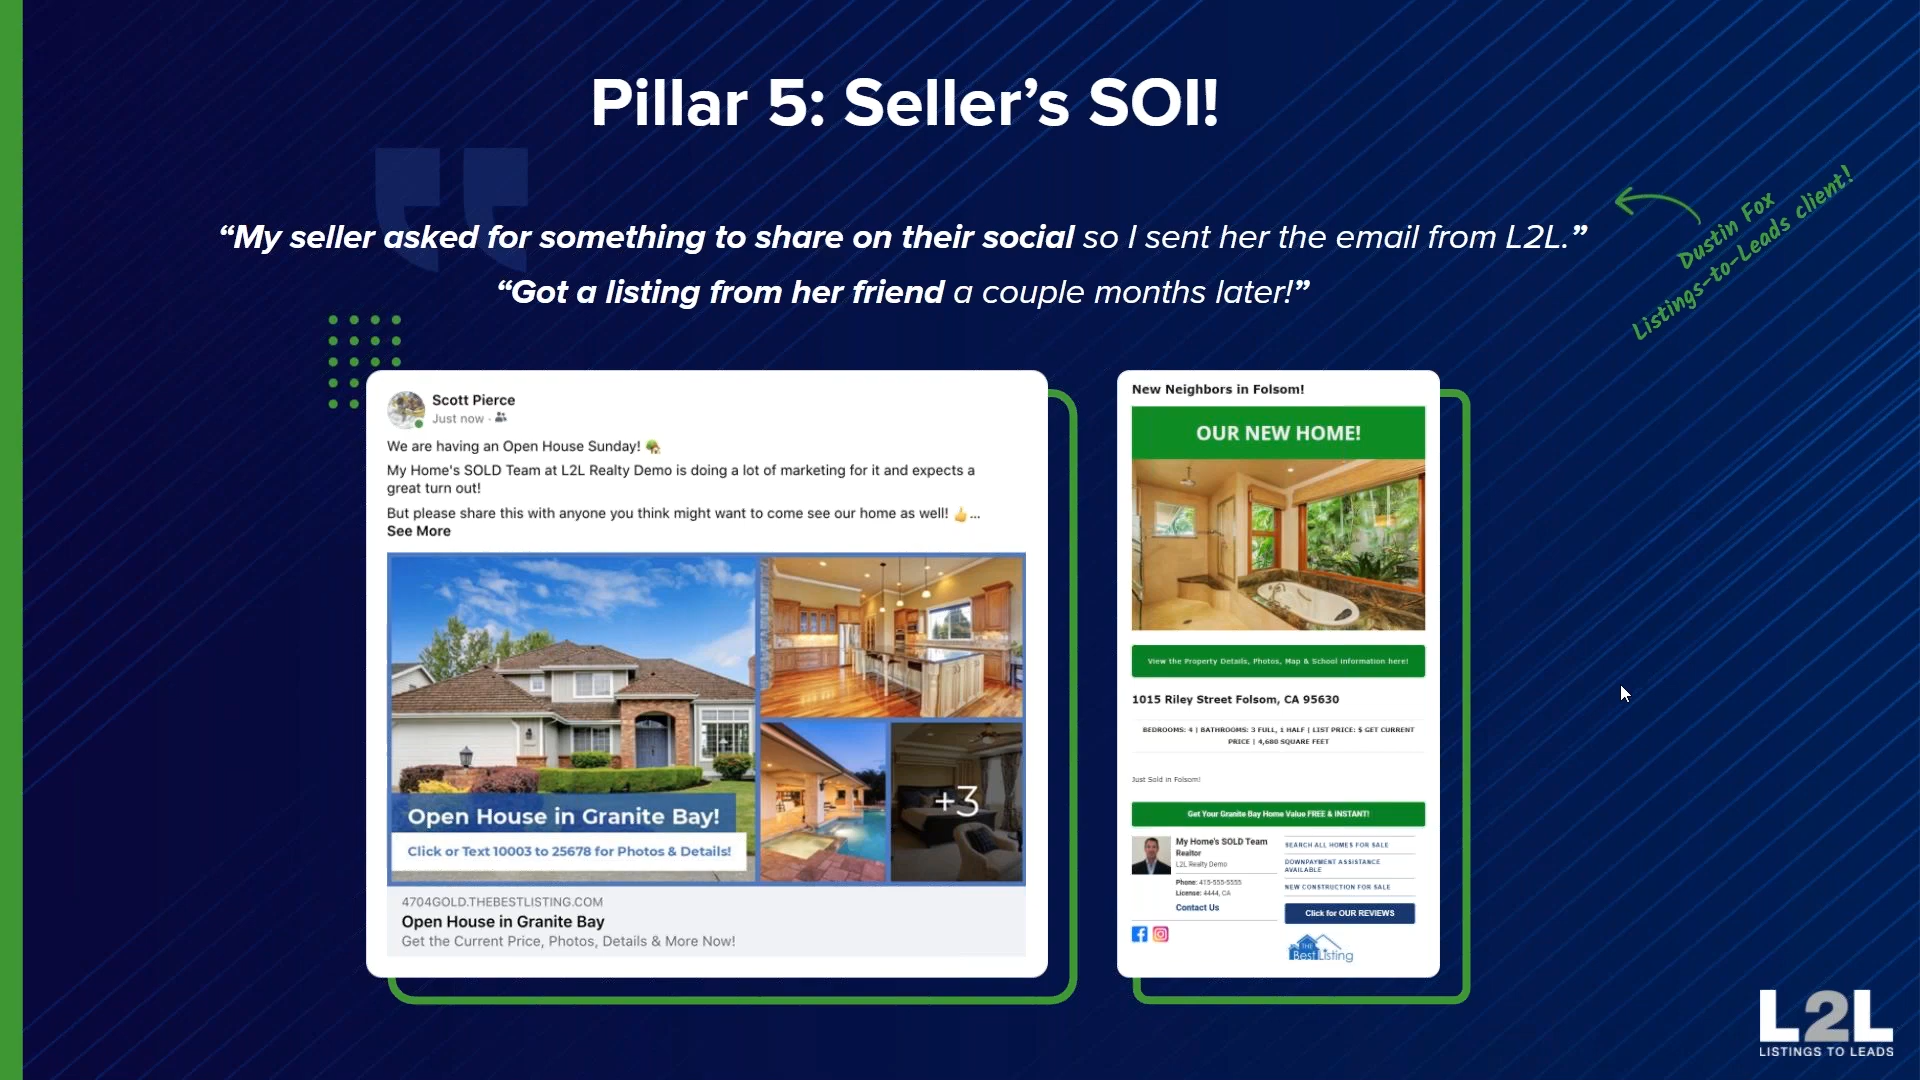 Pillar 5: Seller’s SOI!
“My seller asked for something to share on their social so I sent her the email from L2L.”
“Got a listing from her friend a couple months later!”
Dustin Fox
Listings-to-Leads client!
Scott Pierce
Just now ·
We are having an Open House Sunday!
My Home's SOLD Team at L2L Realty Demo is doing a lot of marketing for it and expects a
great turn out!
But please share this with anyone you think might want to come see our home as well! 👍...
See More
Open House in Granite Bay!
Click or Text 10003 to 25678 for Photos & Details!
+3
4704GOLD.THEBESTLISTING.COM
Open House in Granite Bay
Get the Current Price, Photos, Details & More Now!
New Neighbors in Folsom!
OUR NEW HOME!
View the Property Details, Photos, Map & School information here!
1015 Riley Street Folsom, CA 95630
BEDROOMS: 4 | BATHROOMS: 3 FULL, 1 HALF | LIST PRICE: $ GET CURRENT
PRICE | 4,680 SQUARE FEET
Just Sold in Folsom!
Get Your Granite Bay Home Value FREE & INSTANT!
My Home's SOLD Team
Realtor
L2L Realty Demo
Phone: 415-555-5555
License: 4444, CA
Contact Us
SEARCH ALL HOMES FOR SALE
DOWNPAYMENT ASSISTANCE
AVAILABLE
NEW CONSTRUCTION FOR SALE
Click for OUR REVIEWS
THE
BestListing
L2L
LISTINGS TO LEADS